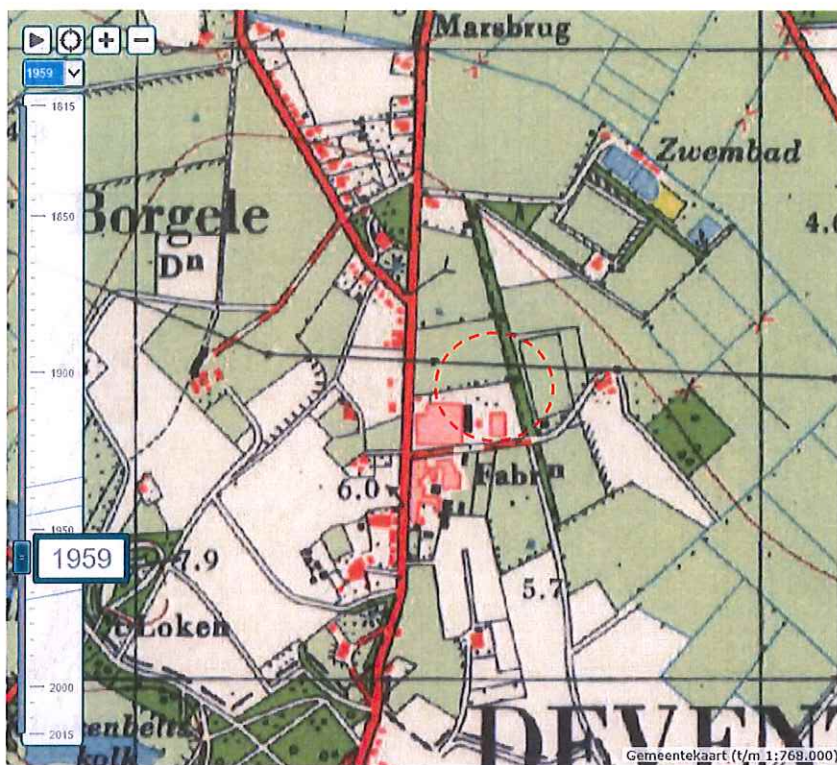 Marsbrug
1959
1815
Zwembad
1850
Borgele
Dⁿ
4.
1900
Fabrⁿ
6.0
1950
1959
7.9
5.7
't Loken
2000
DEVENT
kolk
2015
Gemeentekaart (t/m 1:768.000)